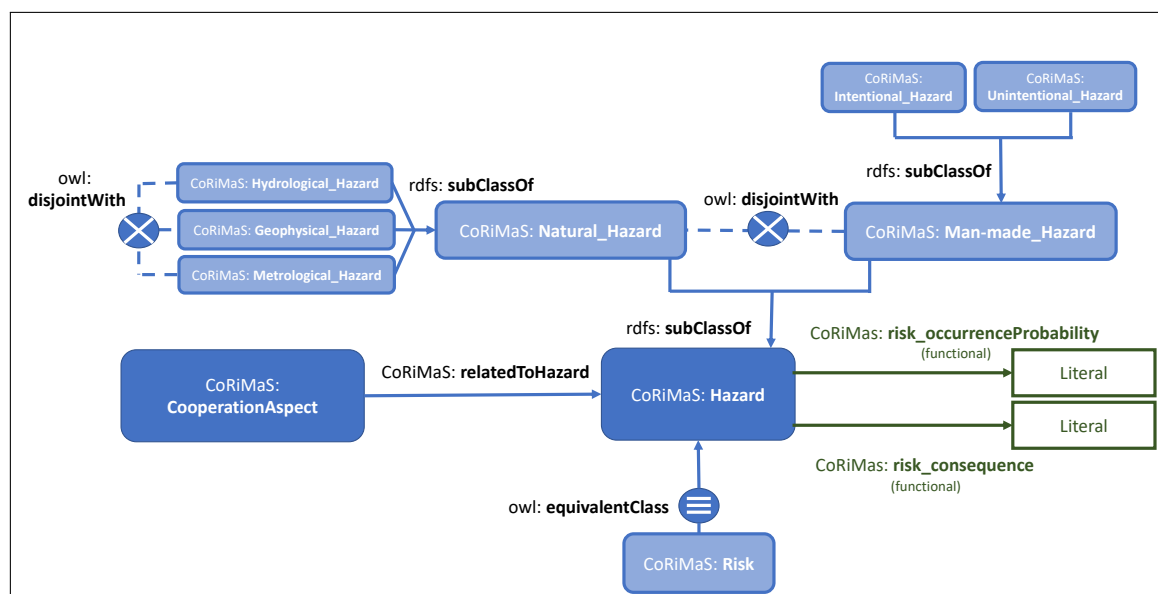 CoRiMaS:
Intentional_Hazard
CoRiMaS:
Unintentional_Hazard
owl:
disjointWith
CoRiMaS: Hydrological_Hazard
CoRiMaS: Geophysical_Hazard
CoRiMaS: Metrological_Hazard
rdfs: subClassOf
CoRiMaS: Natural_Hazard
owl: disjointWith
rdfs: subClassOf
CoRiMaS: Man-made_Hazard
rdfs: subClassOf
CoRiMaS:
CooperationAspect
CoRiMaS: relatedToHazard
CoRiMaS: Hazard
CoRiMas: risk_occurrenceProbability
(functional)
Literal
Literal
CoRiMas: risk_consequence
(functional)
owl: equivalentClass
CoRiMaS: Risk